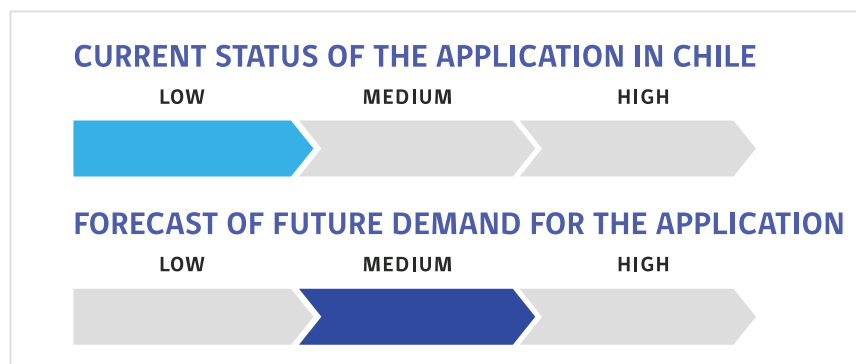 CURRENT STATUS OF THE APPLICATION IN CHILE
LOW MEDIUM HIGH
FORECAST OF FUTURE DEMAND FOR THE APPLICATION
LOW MEDIUM HIGH